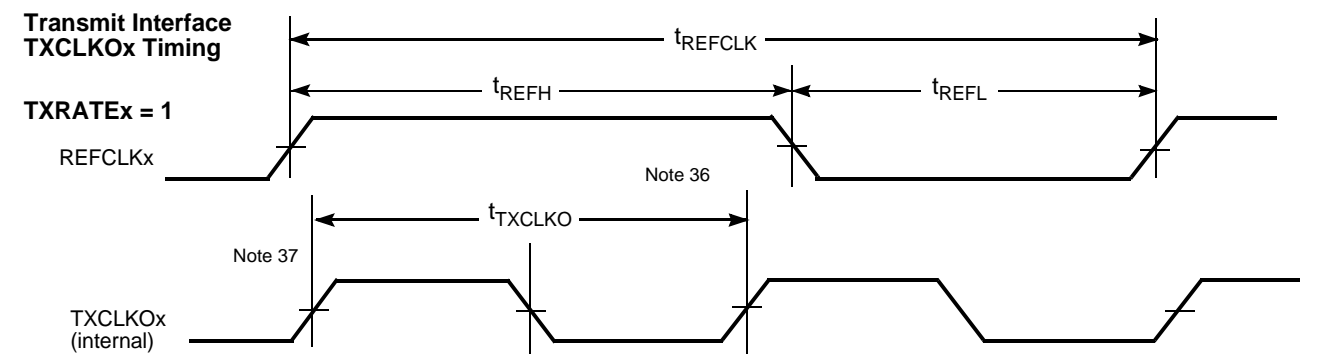 Transmit Interface
TXCLKOx Timing
tREFCLK
tREFH
tREFL
TXRATEx = 1
REFCLKx
Note 36
tTXCLKO
Note 37
TXCLKOx
(internal)